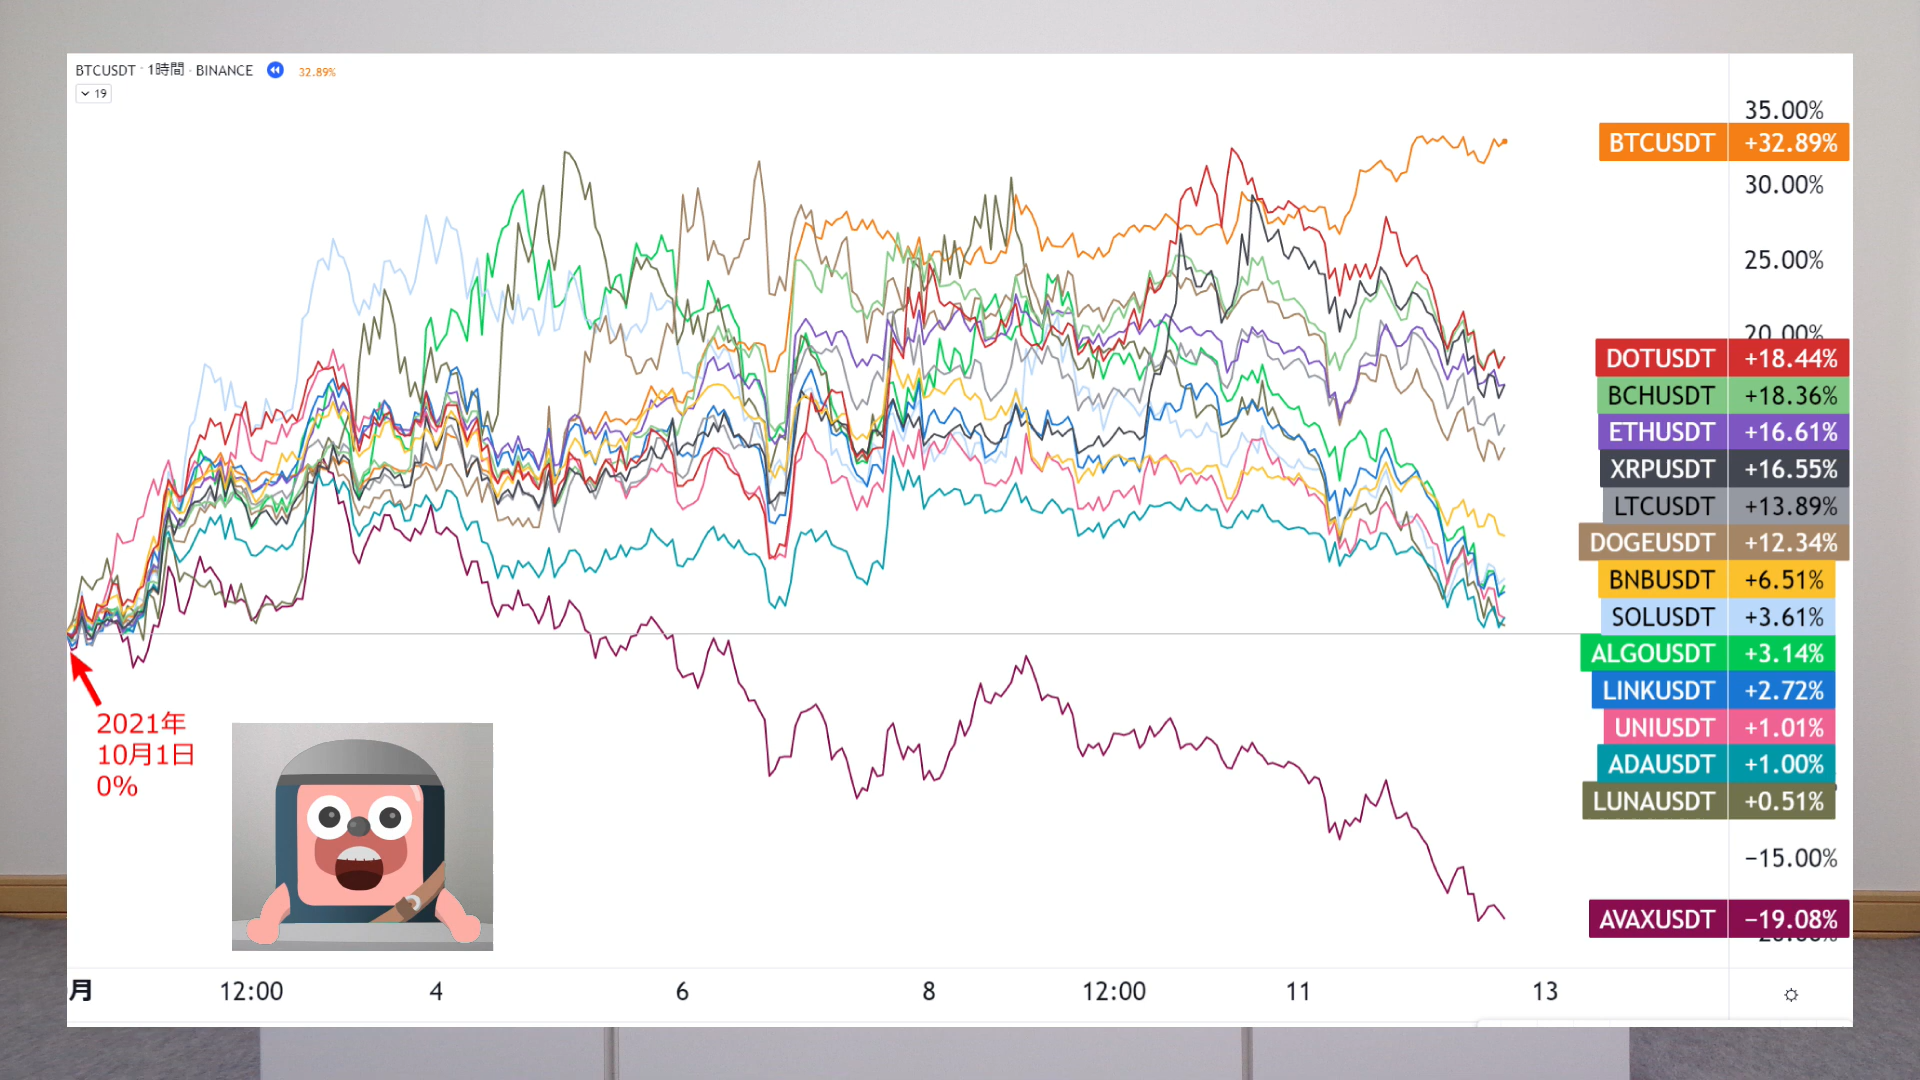 BTCUSDT · 1時間 · BINANCE 32.89%
19
35.00%
BTCUSDT +32.89%
30.00%
25.00%
20.00%
DOTUSDT +18.44%
BCHUSDT +18.36%
ETHUSDT +16.61%
XRPUSDT +16.55%
LTCUSDT +13.89%
DOGEUSDT +12.34%
BNBUSDT +6.51%
SOLUSDT +3.61%
ALGOUSDT +3.14%
LINKUSDT +2.72%
UNIUSDT +1.01%
ADAUSDT +1.00%
LUNAUSDT +0.51%
−15.00%
AVAXUSDT −19.08%
2021年
10月1日
0%
月 12:00 4 6 8 12:00 11 13